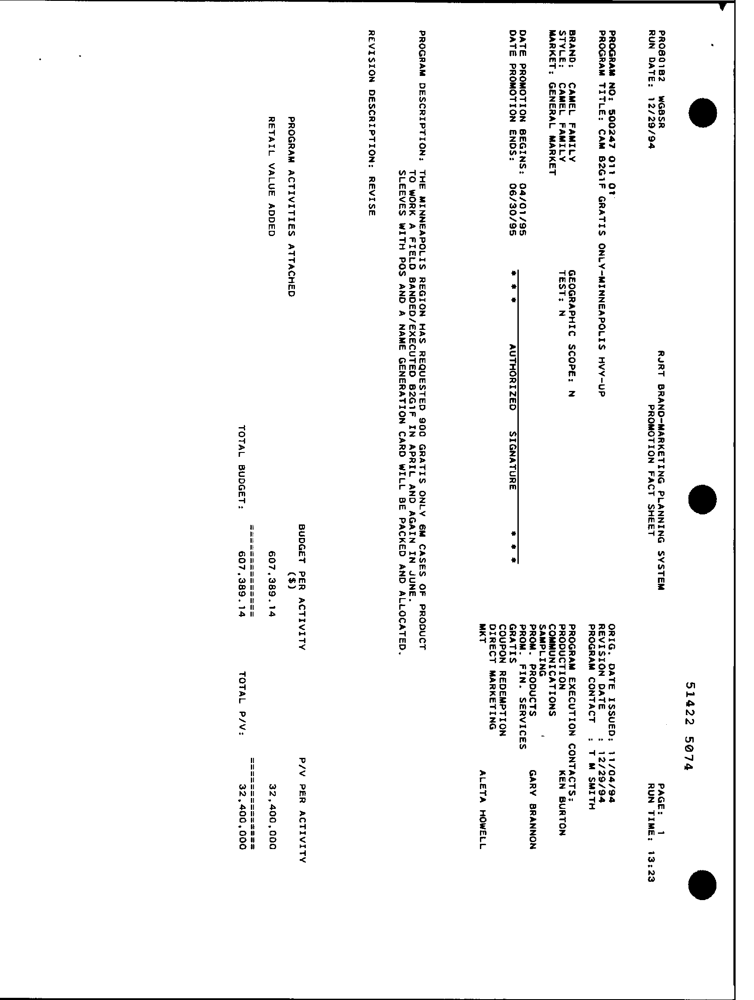 51422 5074
PROB01B2 WGBSR RJRT BRAND-MARKETING PLANNING SYSTEM PAGE: 1
RUN DATE: 12/29/94 PROMOTION FACT SHEET RUN TIME: 13:23
ORIG. DATE ISSUED: 11/04/94
PROGRAM NO: 500247 011 01 REVISION DATE : 12/29/94
PROGRAM TITLE: CAM B2G1F GRATIS ONLY-MINNEAPOLIS HVY-UP PROGRAM CONTACT : T M SMITH
BRAND: CAMEL FAMILY GEOGRAPHIC SCOPE: N PROGRAM EXECUTION CONTACTS:
STYLE: CAMEL FAMILY TEST: N PRODUCTION KEN BURTON
MARKET: GENERAL MARKET COMMUNICATIONS
SAMPLING
PROM. PRODUCTS GARY BRANNON
DATE PROMOTION BEGINS: 04/01/95 PROM. FIN. SERVICES
DATE PROMOTION ENDS: 06/30/95 * * * AUTHORIZED SIGNATURE * * * GRATIS
COUPON REDEMPTION
DIRECT MARKETING
MKT ALETA HOWELL
PROGRAM DESCRIPTION: THE MINNEAPOLIS REGION HAS REQUESTED 900 GRATIS ONLY 6M CASES OF PRODUCT
TO WORK A FIELD BANDED/EXECUTED B2G1F IN APRIL AND AGAIN IN JUNE.
SLEEVES WITH POS AND A NAME GENERATION CARD WILL BE PACKED AND ALLOCATED.
REVISION DESCRIPTION: REVISE
PROGRAM ACTIVITIES ATTACHED BUDGET PER ACTIVITY P/V PER ACTIVITY
($)
RETAIL VALUE ADDED 607,389.14 32,400,000
=============== ===============
TOTAL BUDGET: 607,389.14 TOTAL P/V: 32,400,000